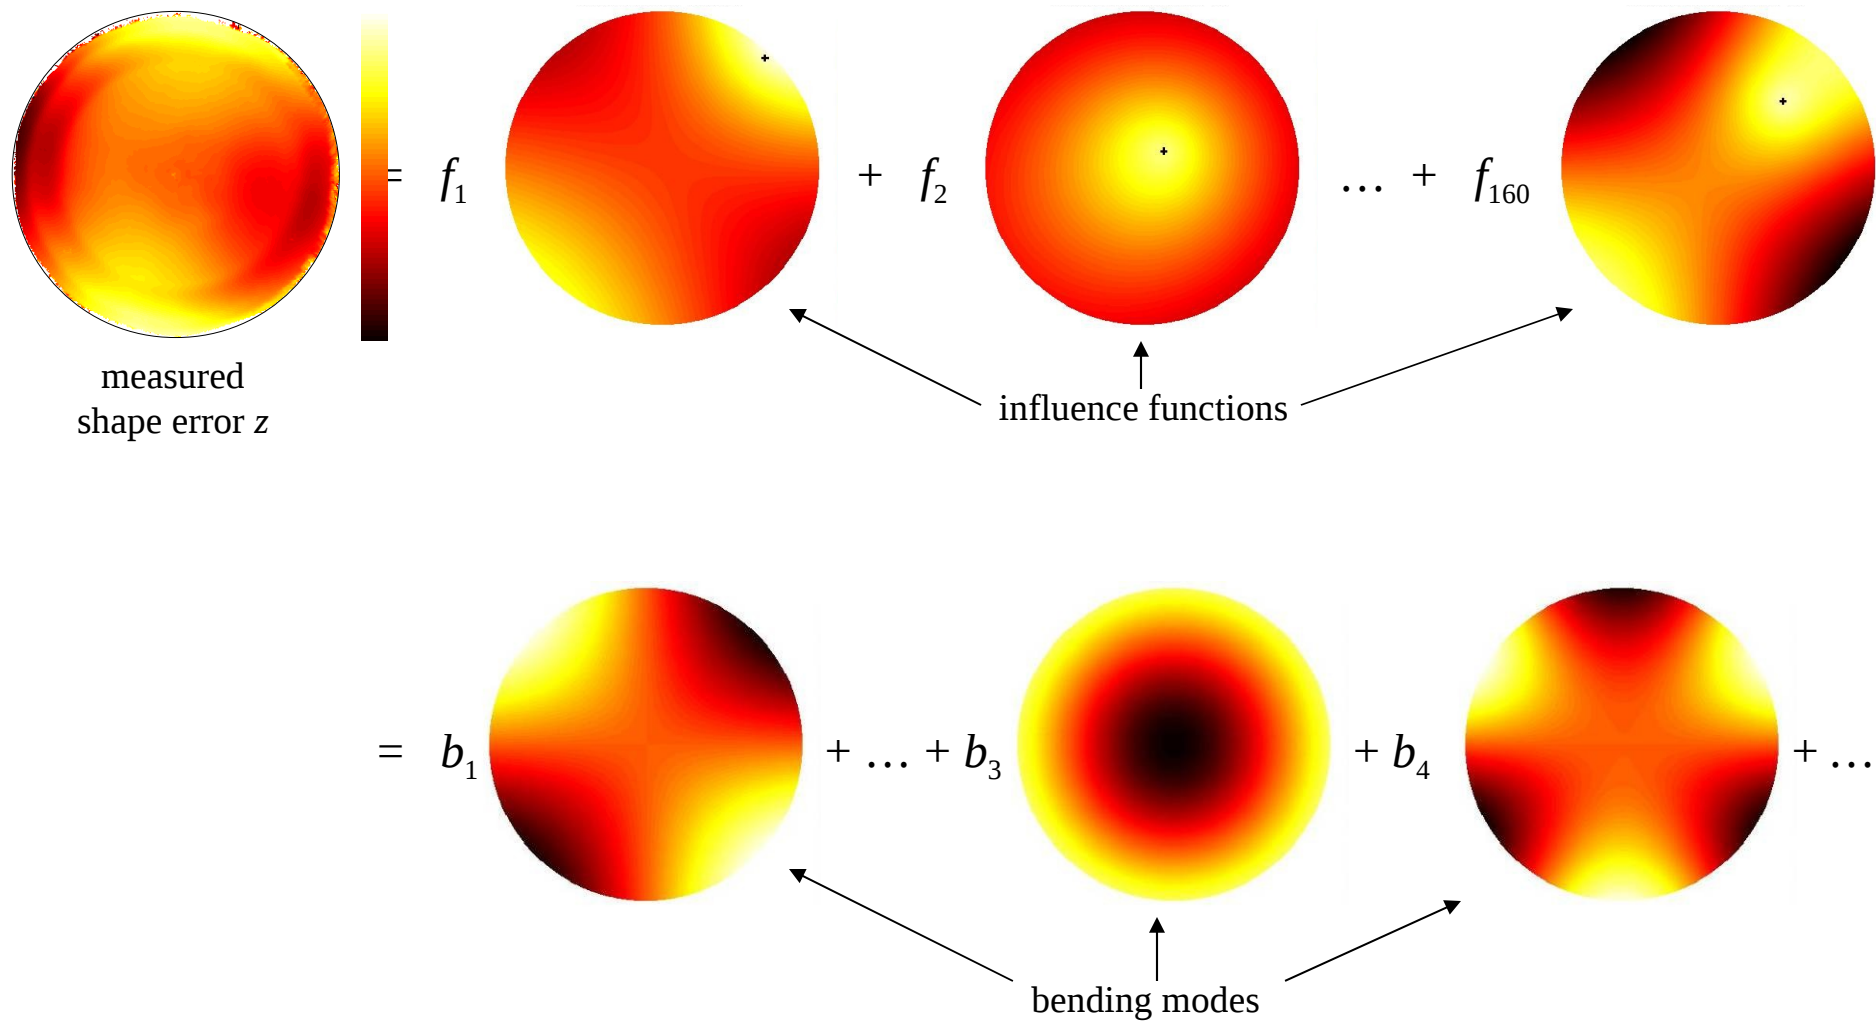 = f₁ + f₂ … + f₁₆₀
measured
shape error z
influence functions
= b₁ + … + b₃ + b₄ + …
bending modes